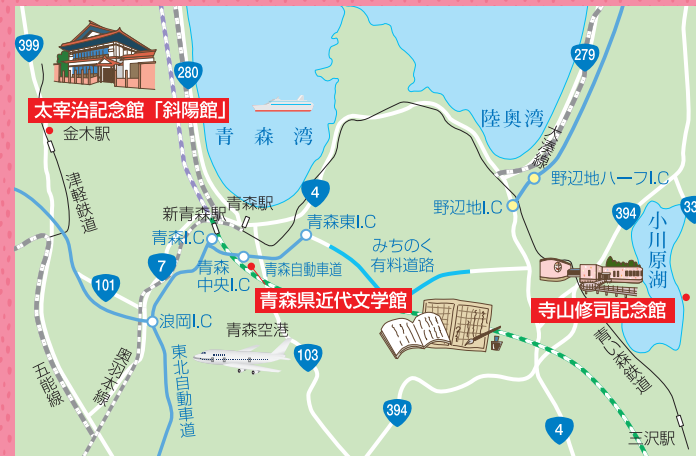 399
280
279
太宰治記念館「斜陽館」
金木駅
青森湾
陸奥湾
大湊線
野辺地ハーフI.C
野辺地I.C
津軽鉄道
4
青森駅
新青森駅
青森I.C
青森東I.C
みちのく
有料道路
394
小川原湖
7
青森
中央I.C
青森自動車道
101
青森県近代文学館
寺山修司記念館
浪岡I.C
青森空港
103
五能線
奥羽本線
東北自動車道
青い森鉄道
394
4
三沢駅